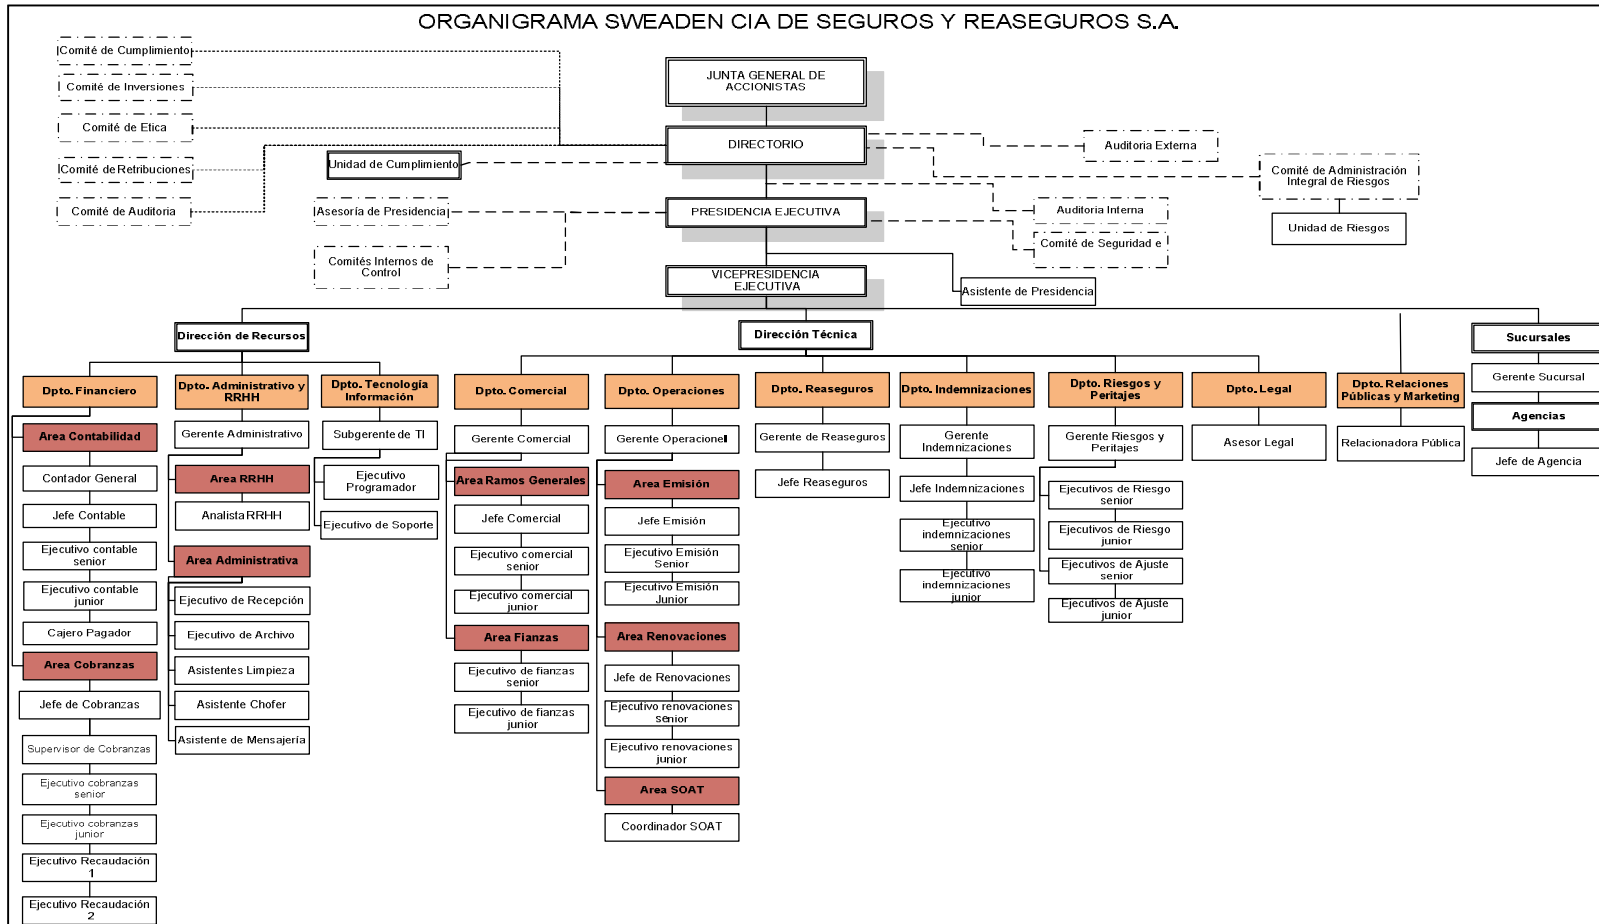 ORGANIGRAMA SWEADEN CIA DE SEGUROS Y REASEGUROS S.A.
Comité de Cumplimiento
Comité de Inversiones
Comité de Etica
Comité de Retribuciones
Comité de Auditoria
JUNTA GENERAL DE
ACCIONISTAS
DIRECTORIO
Unidad de Cumplimiento
Auditoria Externa
Comité de Administración
Integral de Riesgos
Unidad de Riesgos
Asesoría de Presidencia
PRESIDENCIA EJECUTIVA
Auditoria Interna
Comité de Seguridad e
Comités Internos de
Control
VICEPRESIDENCIA
EJECUTIVA
Asistente de Presidencia
Dirección de Recursos
Dirección Técnica
Sucursales
Gerente Sucursal
Agencias
Jefe de Agencia
Dpto. Financiero
Area Contabilidad
Contador General
Jefe Contable
Ejecutivo contable
senior
Ejecutivo contable
junior
Cajero Pagador
Area Cobranzas
Jefe de Cobranzas
Supervisor de Cobranzas
Ejecutivo cobranzas
senior
Ejecutivo cobranzas
junior
Ejecutivo Recaudación
1
Ejecutivo Recaudación
2
Dpto. Administrativo y
RRHH
Gerente Administrativo
Area RRHH
Analista RRHH
Area Administrativa
Ejecutivo de Recepción
Ejecutivo de Archivo
Asistentes Limpieza
Asistente Chofer
Asistente de Mensajería
Dpto. Tecnología
Información
Subgerente de TI
Ejecutivo
Programador
Ejecutivo de Soporte
Dpto. Comercial
Gerente Comercial
Area Ramos Generales
Jefe Comercial
Ejecutivo comercial
senior
Ejecutivo comercial
junior
Area Fianzas
Ejecutivo de fianzas
senior
Ejecutivo de fianzas
junior
Dpto. Operaciones
Gerente Operacionell
Area Emisión
Jefe Emisión
Ejecutivo Emisión
Senior
Ejecutivo Emisión
Junior
Area Renovaciones
Jefe de Renovaciones
Ejecutivo renovaciones
senior
Ejecutivo renovaciones
junior
Area SOAT
Coordinador SOAT
Dpto. Reaseguros
Gerente de Reaseguros
Jefe Reaseguros
Dpto. Indemnizaciones
Gerente
Indemnizaciones
Jefe Indemnizaciones
Ejecutivo
indemnizaciones
senior
Ejecutivo
indemnizaciones
junior
Dpto. Riesgos y
Peritajes
Gerente Riesgos y
Peritajes
Ejecutivos de Riesgo
senior
Ejecutivos de Riesgo
junior
Ejecutivos de Ajuste
senior
Ejecutivos de Ajuste
junior
Dpto. Legal
Asesor Legal
Dpto. Relaciones
Públicas y Marketing
Relacionadora Pública